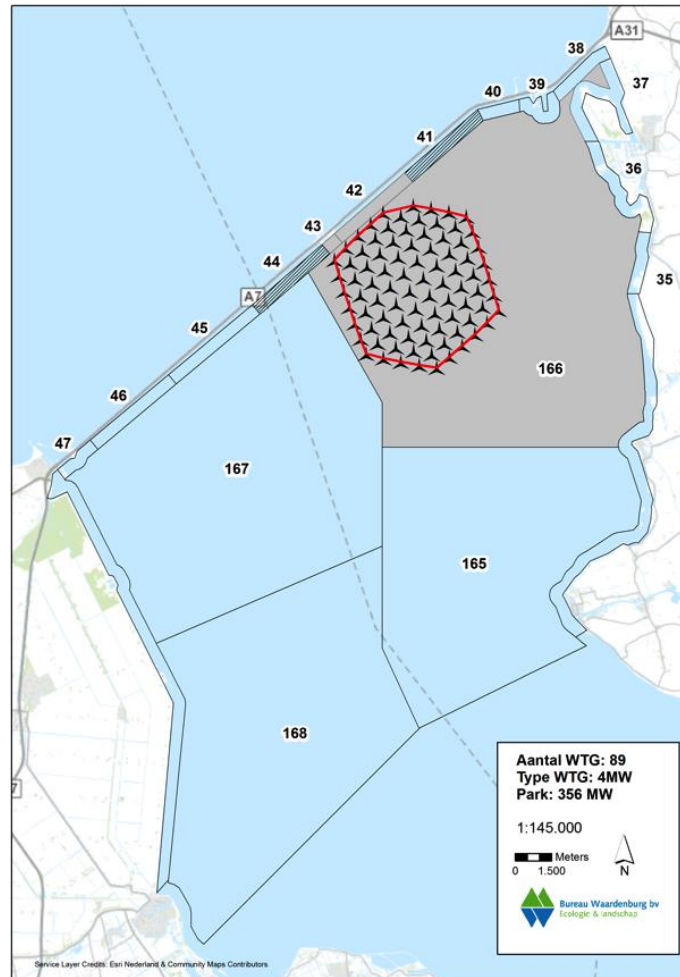 A31
38
37
39
40
41
36
42
43
35
44
A7
45
166
46
47
167
165
168
7
Aantal WTG: 89
Type WTG: 4MW
Park: 356 MW
1:145.000
Meters
0 1.500
N
Bureau Waardenburg bv
Ecologie & landschap
Service Layer Credits: Esri Nederland & Community Maps Contributors